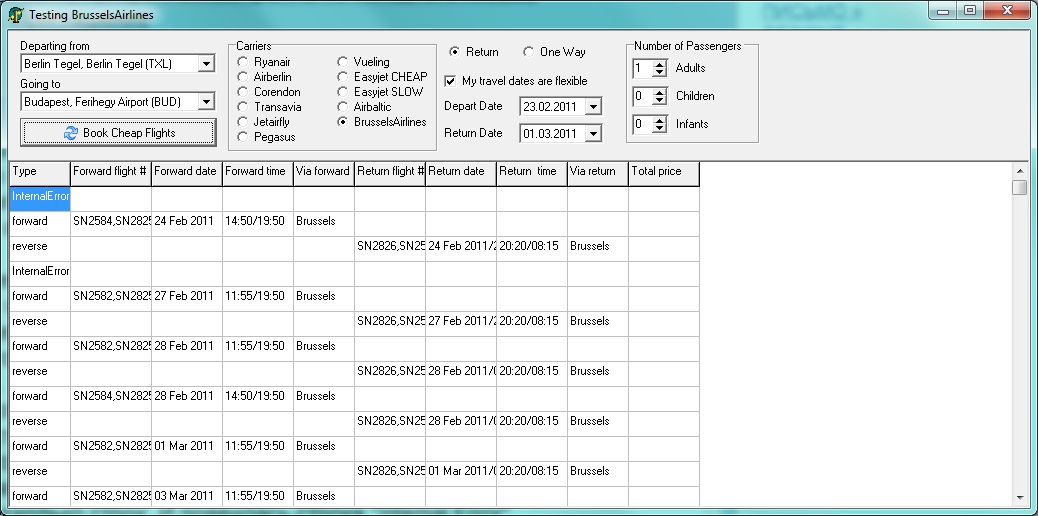 Testing BrusselsAirlines
Departing from
Berlin Tegel, Berlin Tegel (TXL)
Going to
Budapest, Ferihegy Airport (BUD)
Book Cheap Flights
Carriers
Ryanair
Airberlin
Corendon
Transavia
Jetairfly
Pegasus
Vueling
Easyjet CHEAP
Easyjet SLOW
Airbaltic
BrusselsAirlines
Return One Way
My travel dates are flexible
Depart Date 23.02.2011
Return Date 01.03.2011
Number of Passengers
1 Adults
0 Children
0 Infants
Type Forward flight # Forward date Forward time Via forward Return flight # Return date Return time Via return Total price
InternalError
forward SN2584,SN2825 24 Feb 2011 14:50/19:50 Brussels
reverse SN2826,SN25 24 Feb 2011/2 20:20/08:15 Brussels
InternalError
forward SN2582,SN2825 27 Feb 2011 11:55/19:50 Brussels
reverse SN2826,SN25 27 Feb 2011/2 20:20/08:15 Brussels
forward SN2582,SN2825 28 Feb 2011 11:55/19:50 Brussels
reverse SN2826,SN25 28 Feb 2011/0 20:20/08:15 Brussels
forward SN2584,SN2825 28 Feb 2011 14:50/19:50 Brussels
reverse SN2826,SN25 28 Feb 2011/0 20:20/08:15 Brussels
forward SN2582,SN2825 01 Mar 2011 11:55/19:50 Brussels
reverse SN2826,SN25 01 Mar 2011/0 20:20/08:15 Brussels
forward SN2582,SN2825 03 Mar 2011 11:55/19:50 Brussels